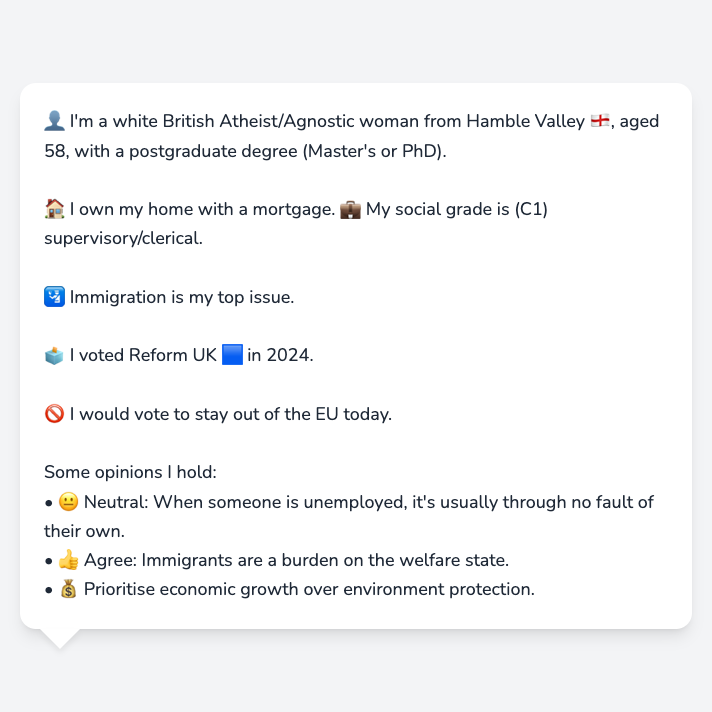 👤 I'm a white British Atheist/Agnostic woman from Hamble Valley 🏴󠁧󠁢󠁥󠁮󠁧󠁿, aged
58, with a postgraduate degree (Master's or PhD).
🏠 I own my home with a mortgage. 💼 My social grade is (C1)
supervisory/clerical.
🛂 Immigration is my top issue.
🗳️ I voted Reform UK 🟦 in 2024.
🚫 I would vote to stay out of the EU today.
Some opinions I hold:
• 😐 Neutral: When someone is unemployed, it's usually through no fault of
their own.
• 👍 Agree: Immigrants are a burden on the welfare state.
• 💰 Prioritise economic growth over environment protection.